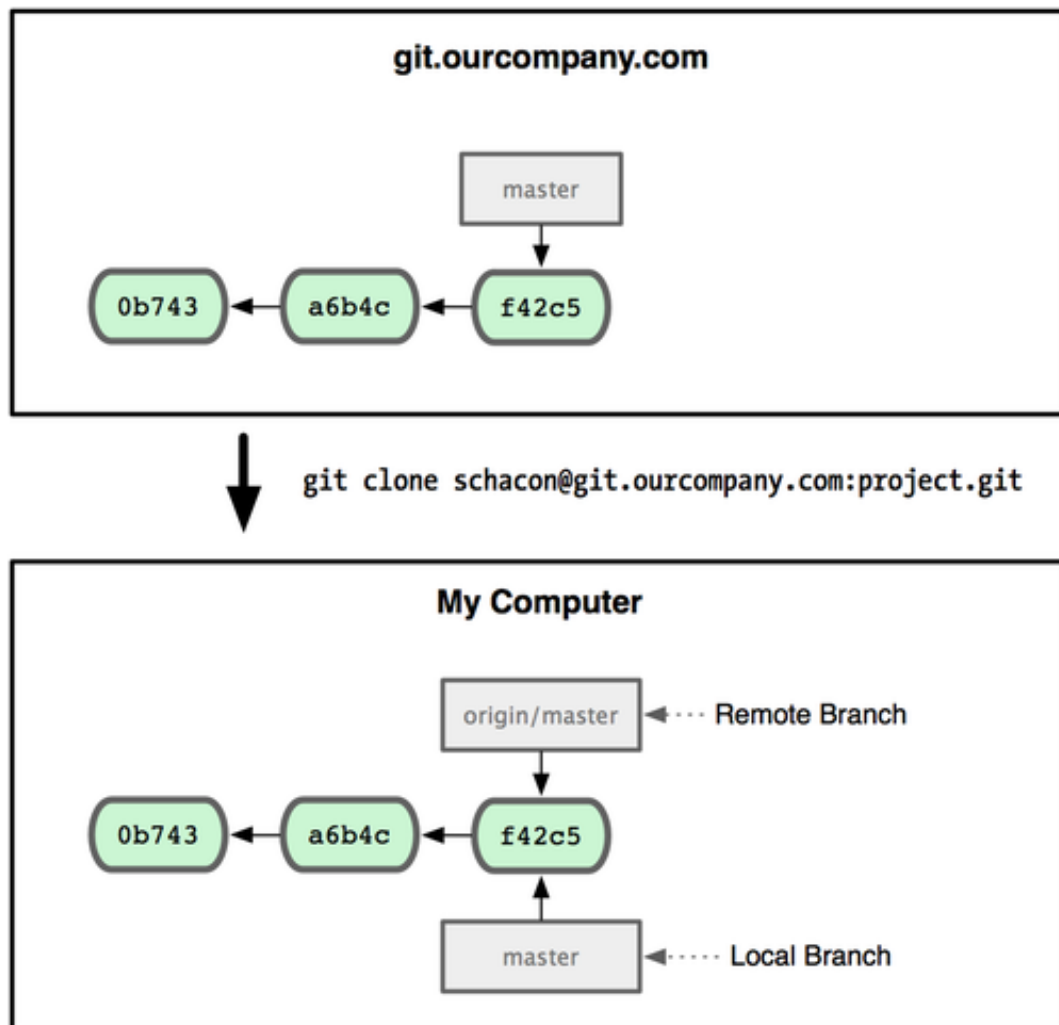 git.ourcompany.com
master
0b743
a6b4c
f42c5
git clone schacon@git.ourcompany.com:project.git
My Computer
origin/master
Remote Branch
0b743
a6b4c
f42c5
master
Local Branch